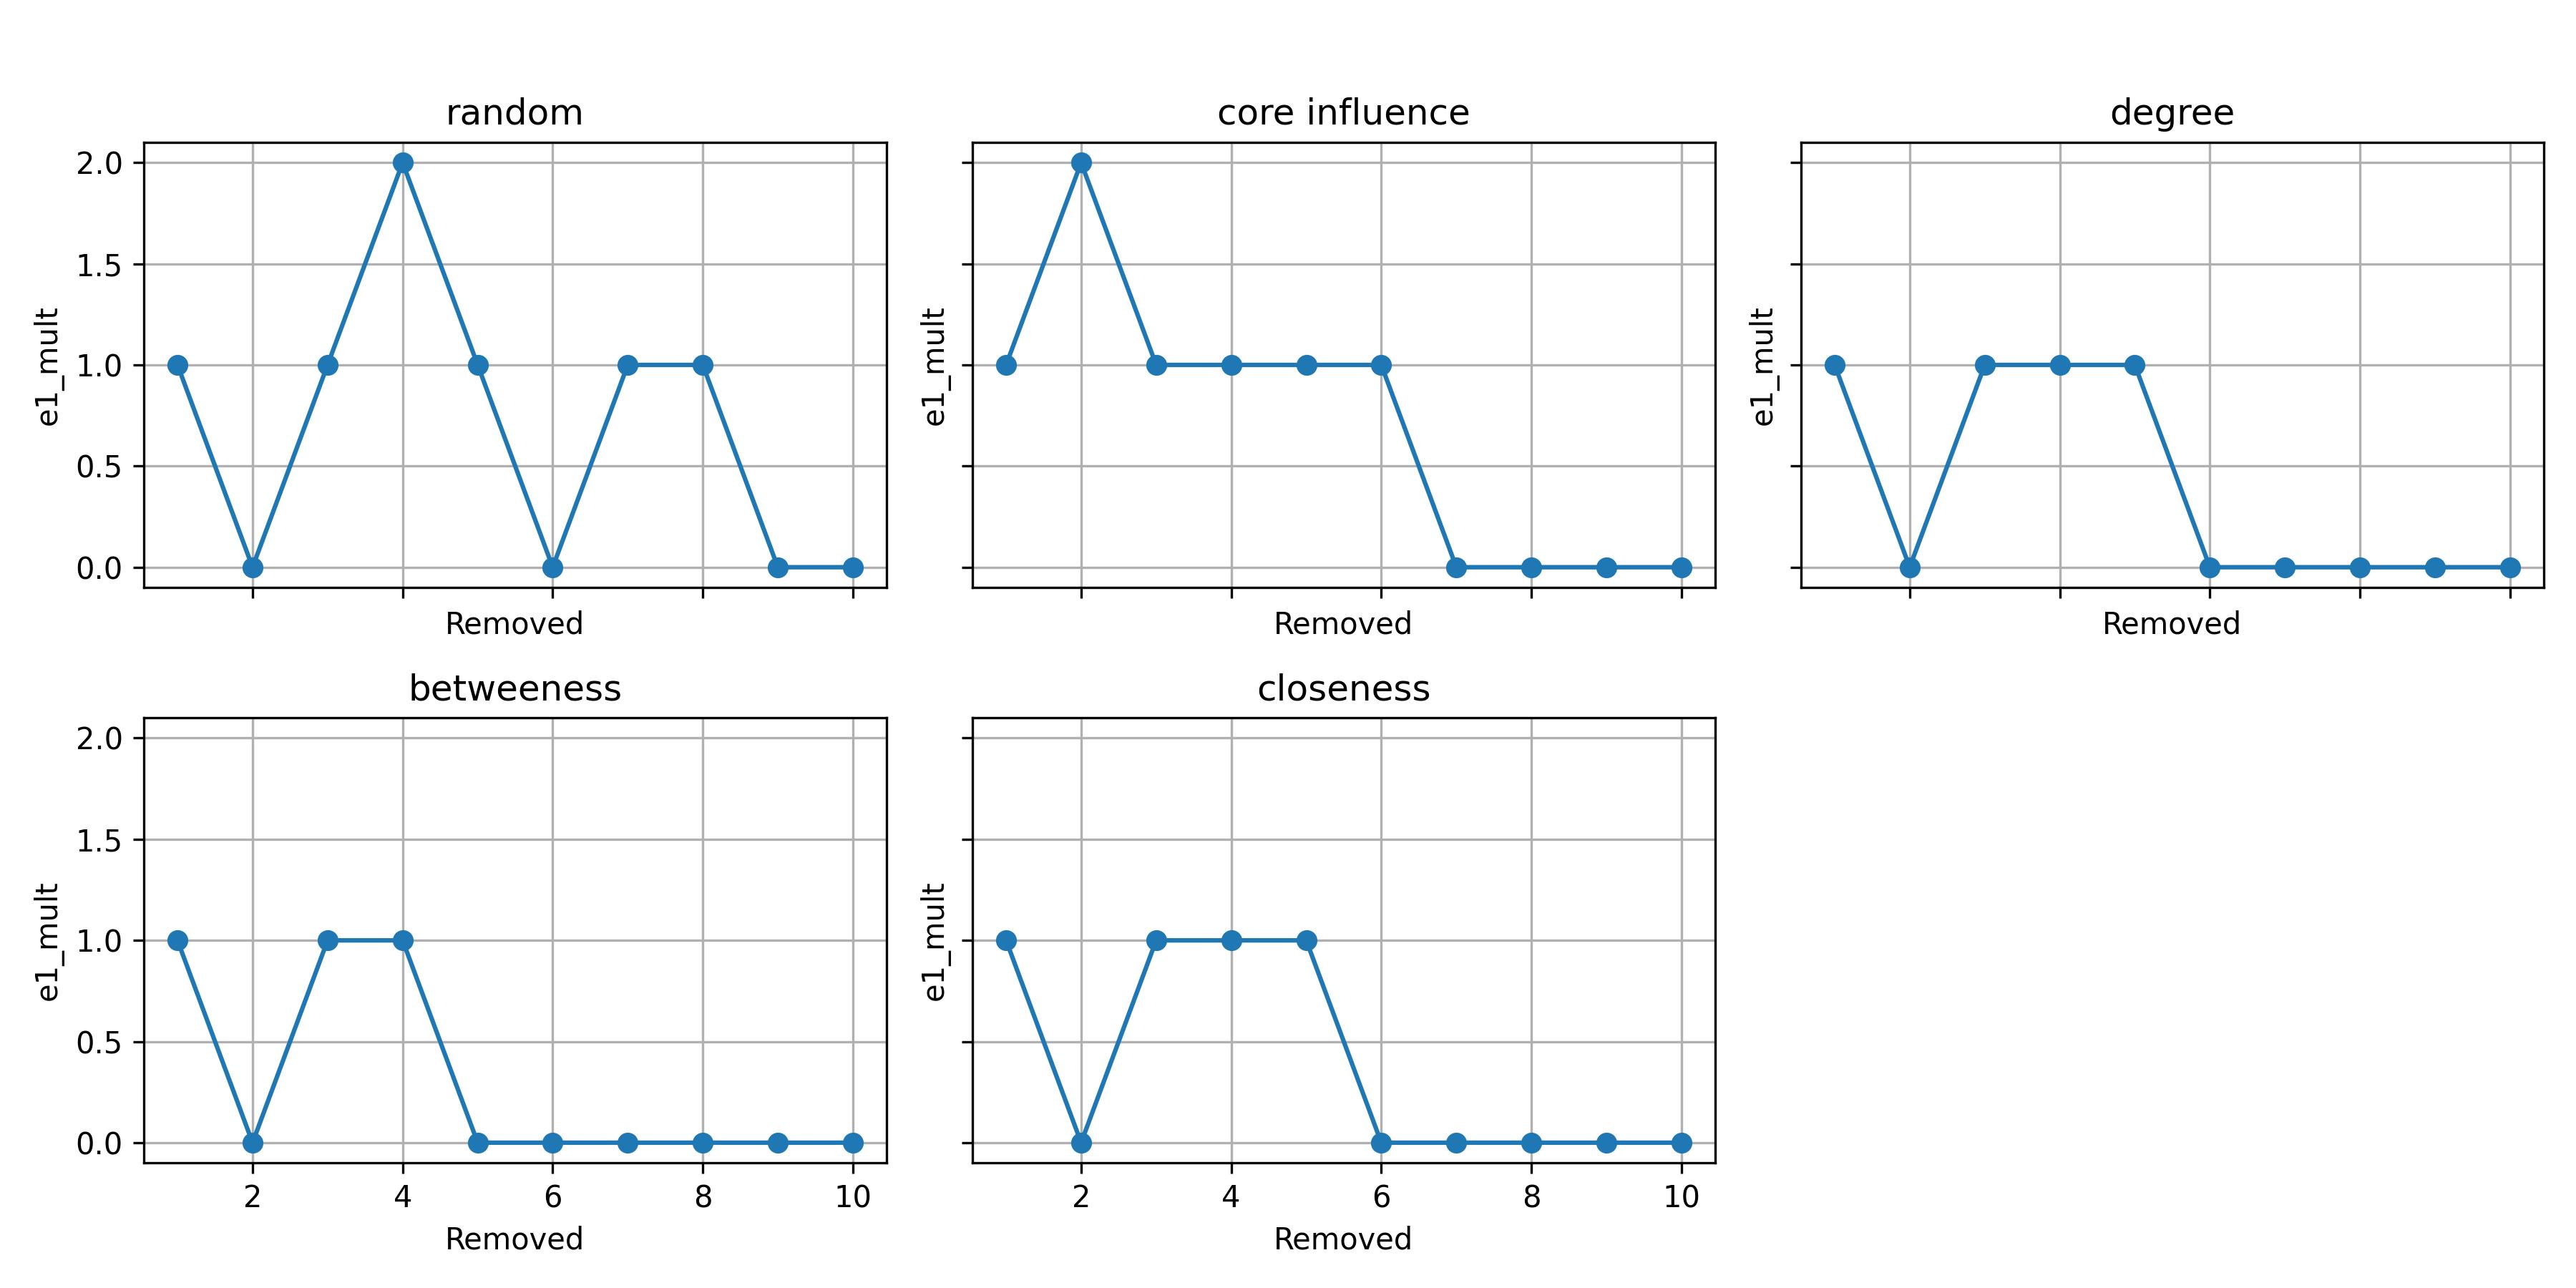 random
2.0
1.5
1.0
0.5
0.0
e1_mult
Removed
core influence
e1_mult
Removed
degree
e1_mult
Removed
betweeness
2.0
1.5
1.0
0.5
0.0
e1_mult
2 4 6 8 10
Removed
closeness
e1_mult
2 4 6 8 10
Removed